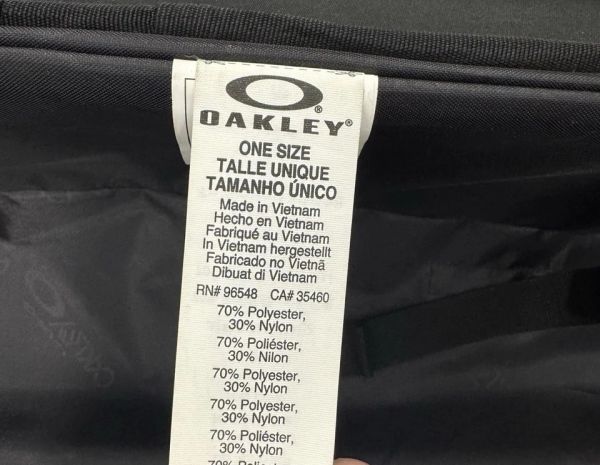 OAKLEY®
ONE SIZE
TALLE UNIQUE
TAMANHO ÚNICO
Made in Vietnam
Hecho en Vietnam
Fabriqué au Vietnam
In Vietnam hergestellt
Fabricado no Vietnã
Dibuat di Vietnam
RN# 96548 CA# 35460
70% Polyester,
30% Nylon
70% Poliéster,
30% Nilon
70% Polyester,
30% Nylon
70% Polyester,
30% Nylon
70% Poliéster,
30% Nylon